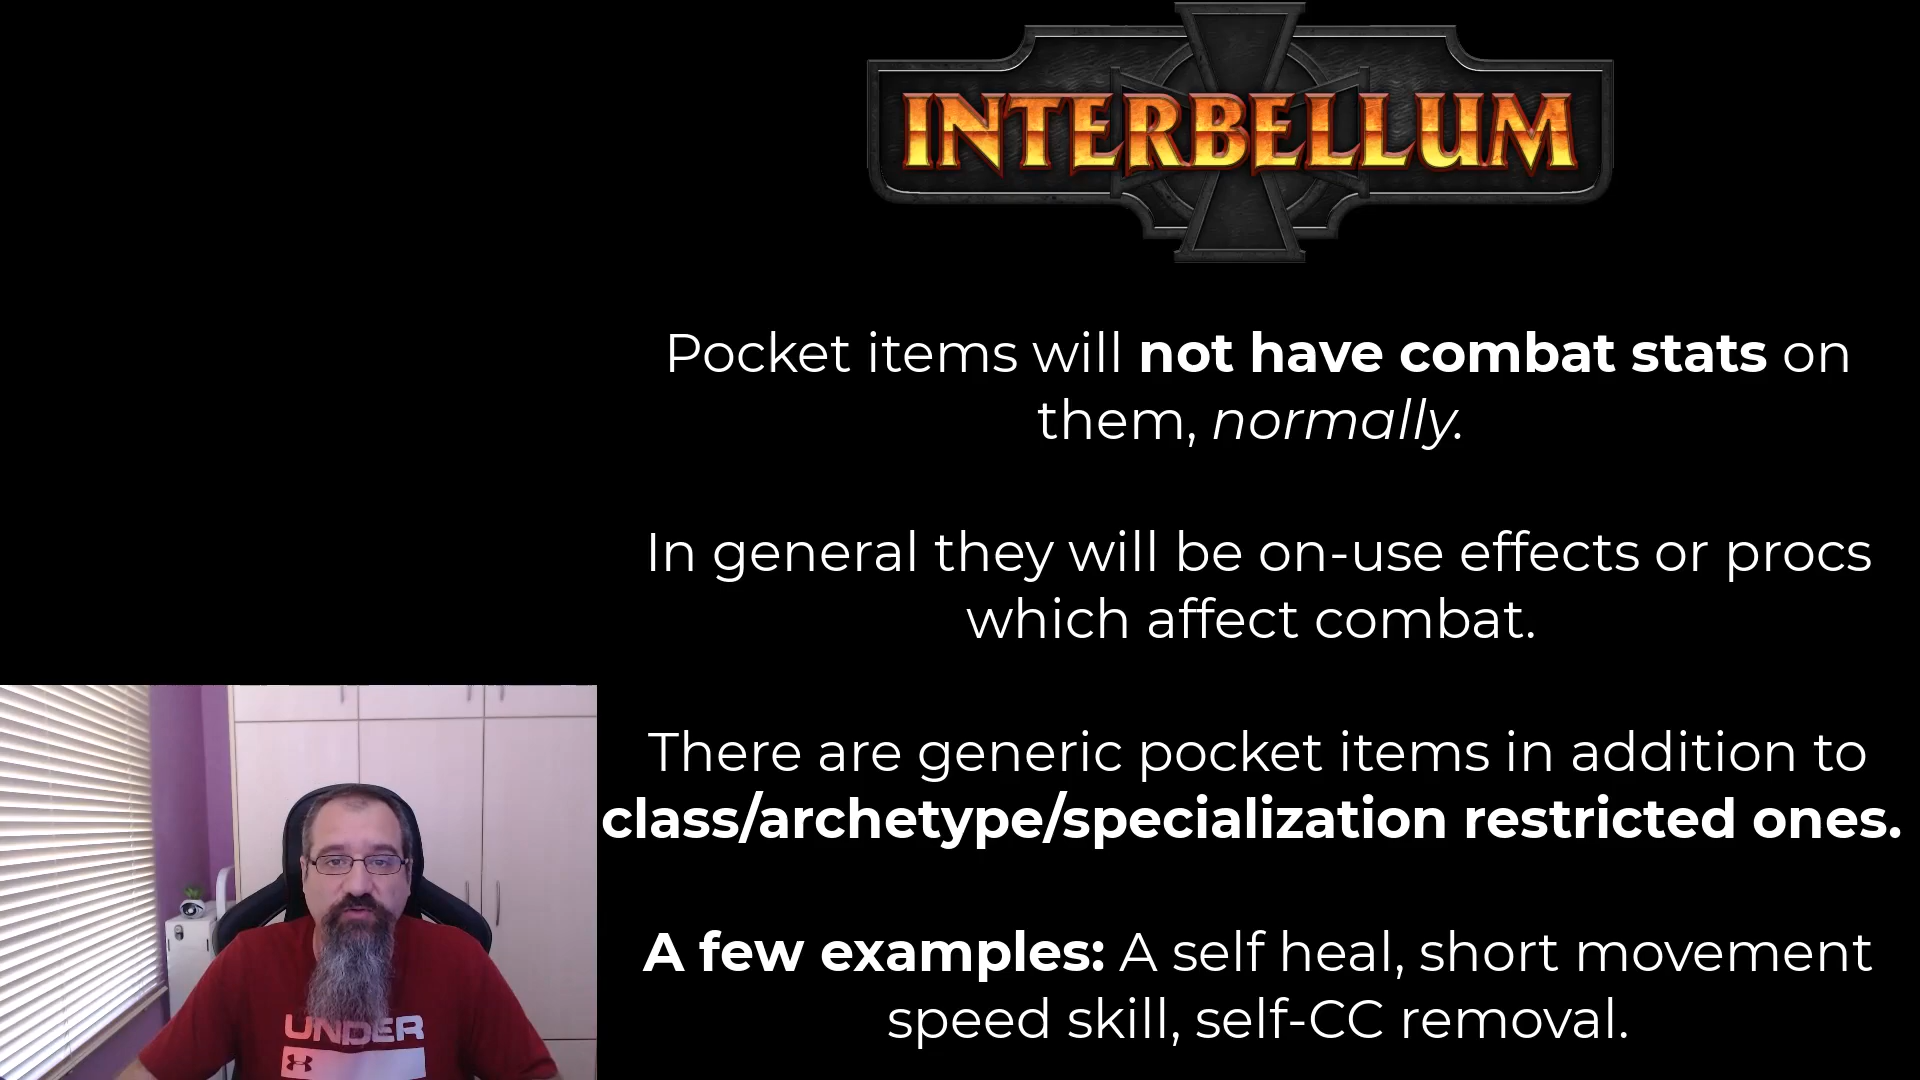 INTERBELLUM
Pocket items will not have combat stats on
them, normally.
In general they will be on-use effects or procs
which affect combat.
There are generic pocket items in addition to
class/archetype/specialization restricted ones.
A few examples: A self heal, short movement
speed skill, self-CC removal.
UNDER